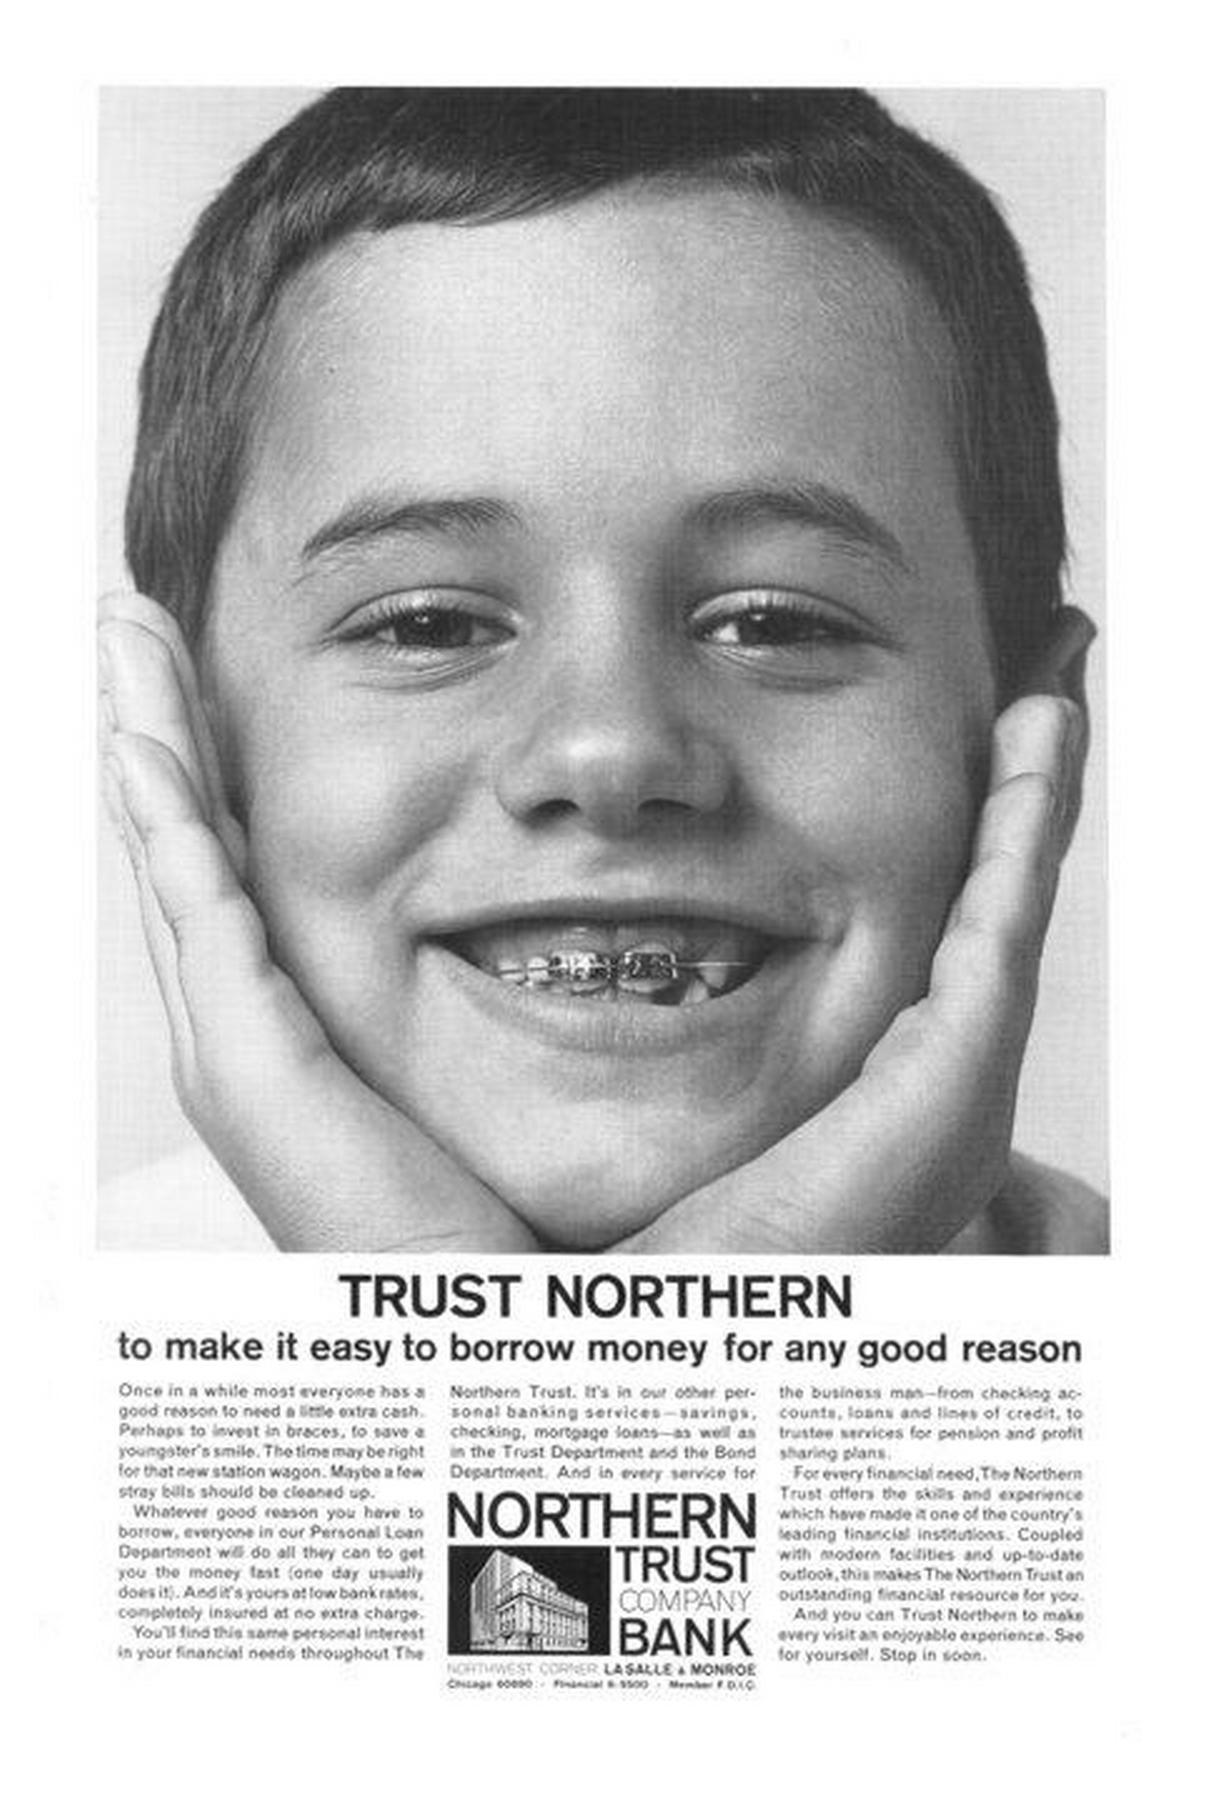 TRUST NORTHERN
to make it easy to borrow money for any good reason
Once in a while most everyone has a
good reason to need a little extra cash.
Perhaps to invest in braces, to save a
youngster's smile. The time may be right
for that new station wagon. Maybe a few
stray bills should be cleaned up.
Whatever good reason you have to
borrow, everyone in our Personal Loan
Department will do all they can to get
you the money fast (one day usually
does it). And it's yours at low bank rates,
completely insured at no extra charge.
You'll find this same personal interest
in your financial needs throughout The
Northern Trust. It's in our other per-
sonal banking services—savings,
checking, mortgage loans—as well as
in the Trust Department and the Bond
Department. And in every service for
the business man—from checking ac-
counts, loans and lines of credit, to
trustee services for pension and profit
sharing plans.
For every financial need, The Northern
Trust offers the skills and experience
which have made it one of the country's
leading financial institutions. Coupled
with modern facilities and up-to-date
outlook, this makes The Northern Trust an
outstanding financial resource for you.
And you can Trust Northern to make
every visit an enjoyable experience. See
for yourself. Stop in soon.
NORTHERN
TRUST
COMPANY
BANK
NORTHWEST CORNER LASALLE & MONROE
Chicago 60690 · Financial 6-5500 · Member F.D.I.C.